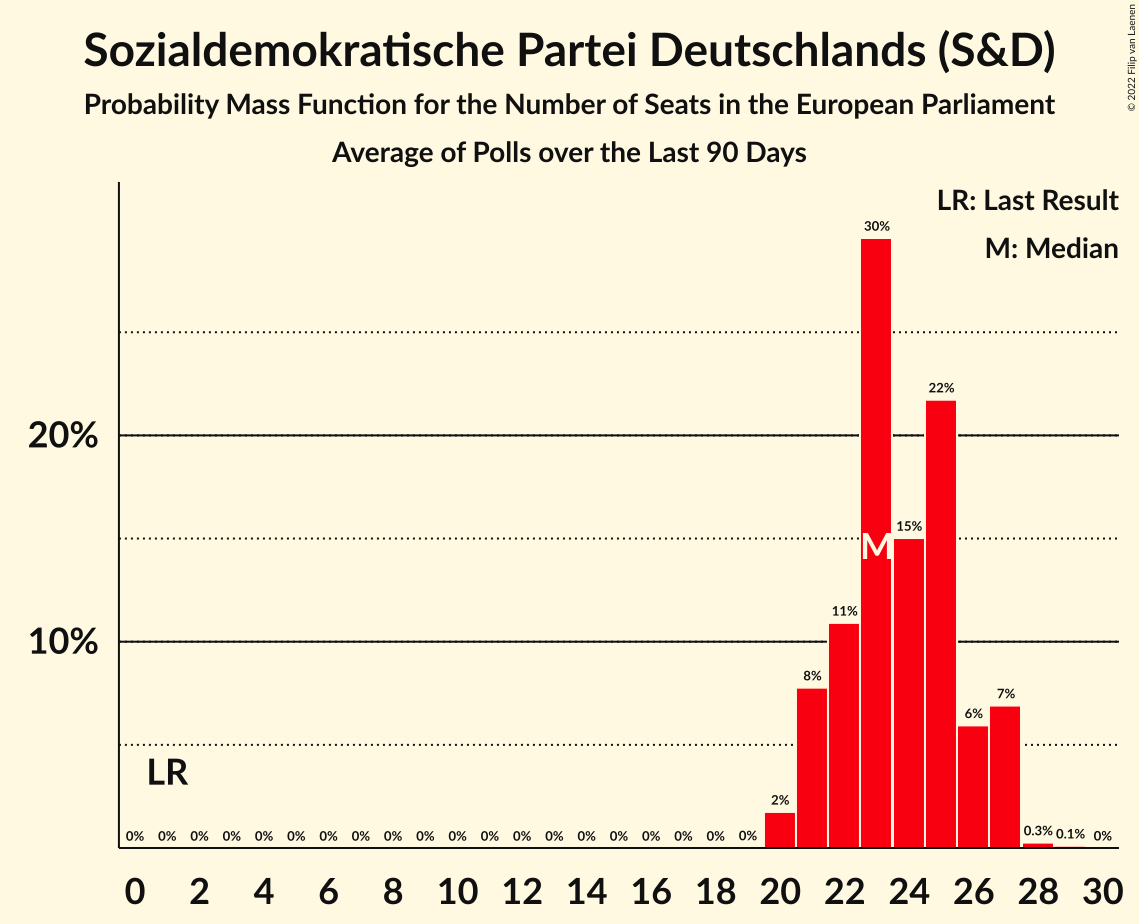 Sozialdemokratische Partei Deutschlands (S&D)
Probability Mass Function for the Number of Seats in the European Parliament
Average of Polls over the Last 90 Days
© 2022 Filip van Laenen
LR: Last Result
M: Median
30%
22%
20%
15%
M
11%
10%
8%
7%
6%
LR
2%
0% 0% 0% 0% 0% 0% 0% 0% 0% 0% 0% 0% 0% 0% 0% 0% 0% 0% 0% 0% 0.3% 0.1% 0%
0 2 4 6 8 10 12 14 16 18 20 22 24 26 28 30